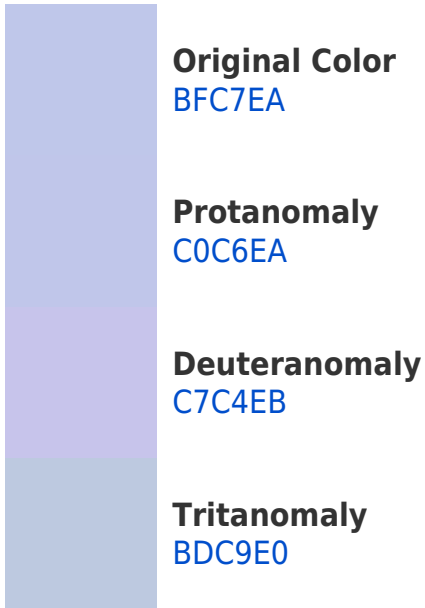 Original Color
BFC7EA
Protanomaly
C0C6EA
Deuteranomaly
C7C4EB
Tritanomaly
BDC9E0